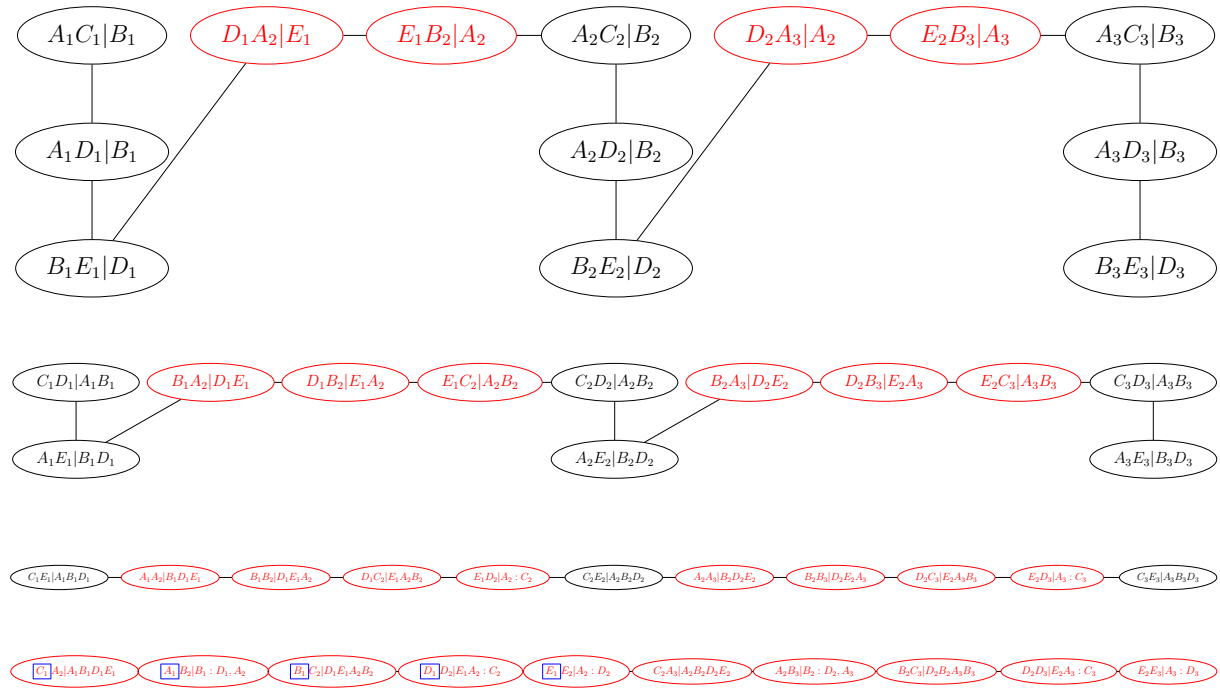 A₁C₁|B₁ D₁A₂|E₁ E₁B₂|A₂ A₂C₂|B₂ D₂A₃|A₂ E₂B₃|A₃ A₃C₃|B₃
A₁D₁|B₁ A₂D₂|B₂ A₃D₃|B₃
B₁E₁|D₁ B₂E₂|D₂ B₃E₃|D₃
C₁D₁|A₁B₁ B₁A₂|D₁E₁ D₁B₂|E₁A₂ E₁C₂|A₂B₂ C₂D₂|A₂B₂ B₂A₃|D₂E₂ D₂B₃|E₂A₃ E₂C₃|A₃B₃ C₃D₃|A₃B₃
A₁E₁|B₁D₁ A₂E₂|B₂D₂ A₃E₃|B₃D₃
C₁E₁|A₁B₁D₁ A₁A₂|B₁D₁E₁ B₁B₂|D₁E₁A₂ D₁C₂|E₁A₂B₂ E₁D₂|A₂ : C₂ C₂E₂|A₂B₂D₂ A₂A₃|B₂D₂E₂ B₂B₃|D₂E₂A₃ D₂C₃|E₂A₃B₃ E₂D₃|A₃ : C₃ C₃E₃|A₃B₃D₃
C₁A₂|A₁B₁D₁E₁ A₁B₂|B₁ : D₁, A₂ B₁C₂|D₁E₁A₂B₂ D₁D₂|E₁A₂ : C₂ E₁E₂|A₂ : D₂ C₂A₃|A₂B₂D₂E₂ A₂B₃|B₂ : D₂, A₃ B₂C₃|D₂B₂A₃B₃ D₂D₃|E₂A₃ : C₃ E₂E₃|A₃ : D₃